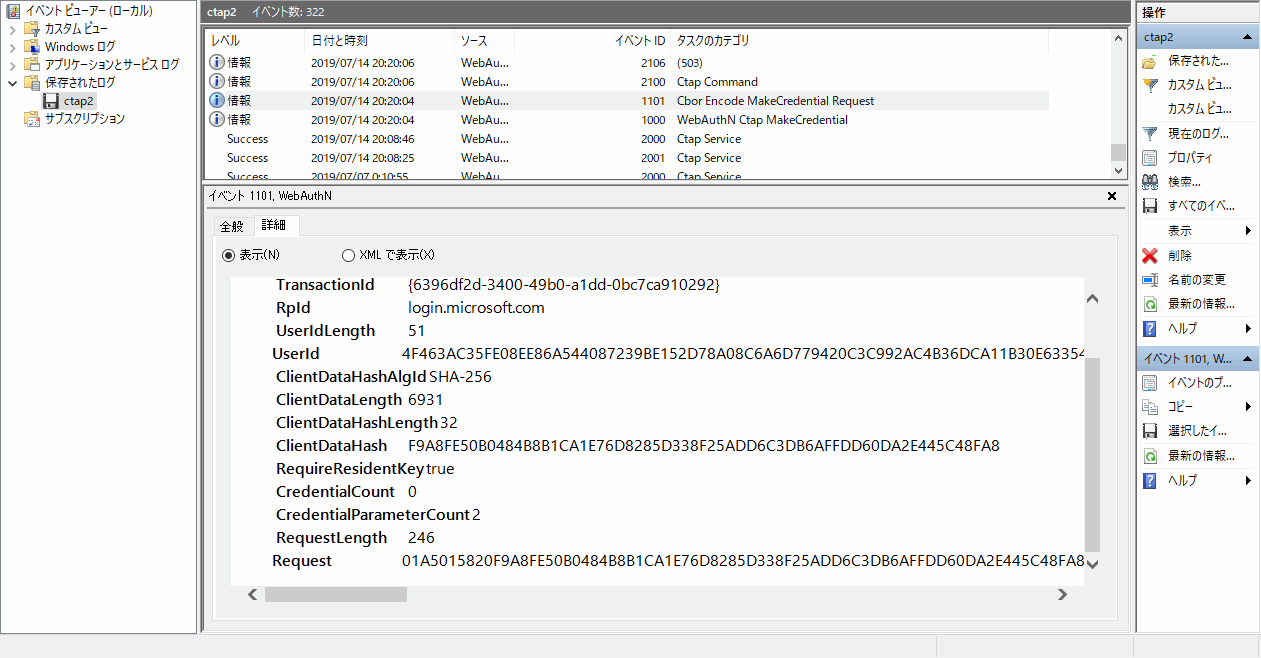 イベント ビューアー (ローカル)
カスタム ビュー
Windows ログ
アプリケーションとサービス ログ
保存されたログ
ctap2
サブスクリプション
ctap2 イベント数: 322
レベル 日付と時刻 ソース イベント ID タスクのカテゴリ
情報 2019/07/14 20:20:06 WebAu... 2106 (503)
情報 2019/07/14 20:20:06 WebAu... 2100 Ctap Command
情報 2019/07/14 20:20:04 WebAu... 1101 Cbor Encode MakeCredential Request
情報 2019/07/14 20:20:04 WebAu... 1000 WebAuthN Ctap MakeCredential
Success 2019/07/14 20:08:46 WebAu... 2000 Ctap Service
Success 2019/07/14 20:08:25 WebAu... 2001 Ctap Service
Success 2019/07/07 0:10:55 WebAu... 2000 Ctap Service
イベント 1101, WebAuthN
全般 詳細
表示(N) XML で表示(X)
TransactionId {6396df2d-3400-49b0-a1dd-0bc7ca910292}
RpId login.microsoft.com
UserIdLength 51
UserId 4F463AC35FE08EE86A544087239BE152D78A08C6A6D779420C3C992AC4B36DCA11B30E63354
ClientDataHashAlgId SHA-256
ClientDataLength 6931
ClientDataHashLength 32
ClientDataHash F9A8FE50B0484B8B1CA1E76D8285D338F25ADD6C3DB6AFFDD60DA2E445C48FA8
RequireResidentKey true
CredentialCount 0
CredentialParameterCount 2
RequestLength 246
Request 01A5015820F9A8FE50B0484B8B1CA1E76D8285D338F25ADD6C3DB6AFFDD60DA2E445C48FA8
操作
ctap2
保存された...
カスタム ビュ...
カスタム ビュ...
現在のログ...
プロパティ
検索...
すべてのイベ...
表示
削除
名前の変更
最新の情報...
ヘルプ
イベント 1101, W...
イベントのプ...
コピー
選択したイ...
最新の情報...
ヘルプ